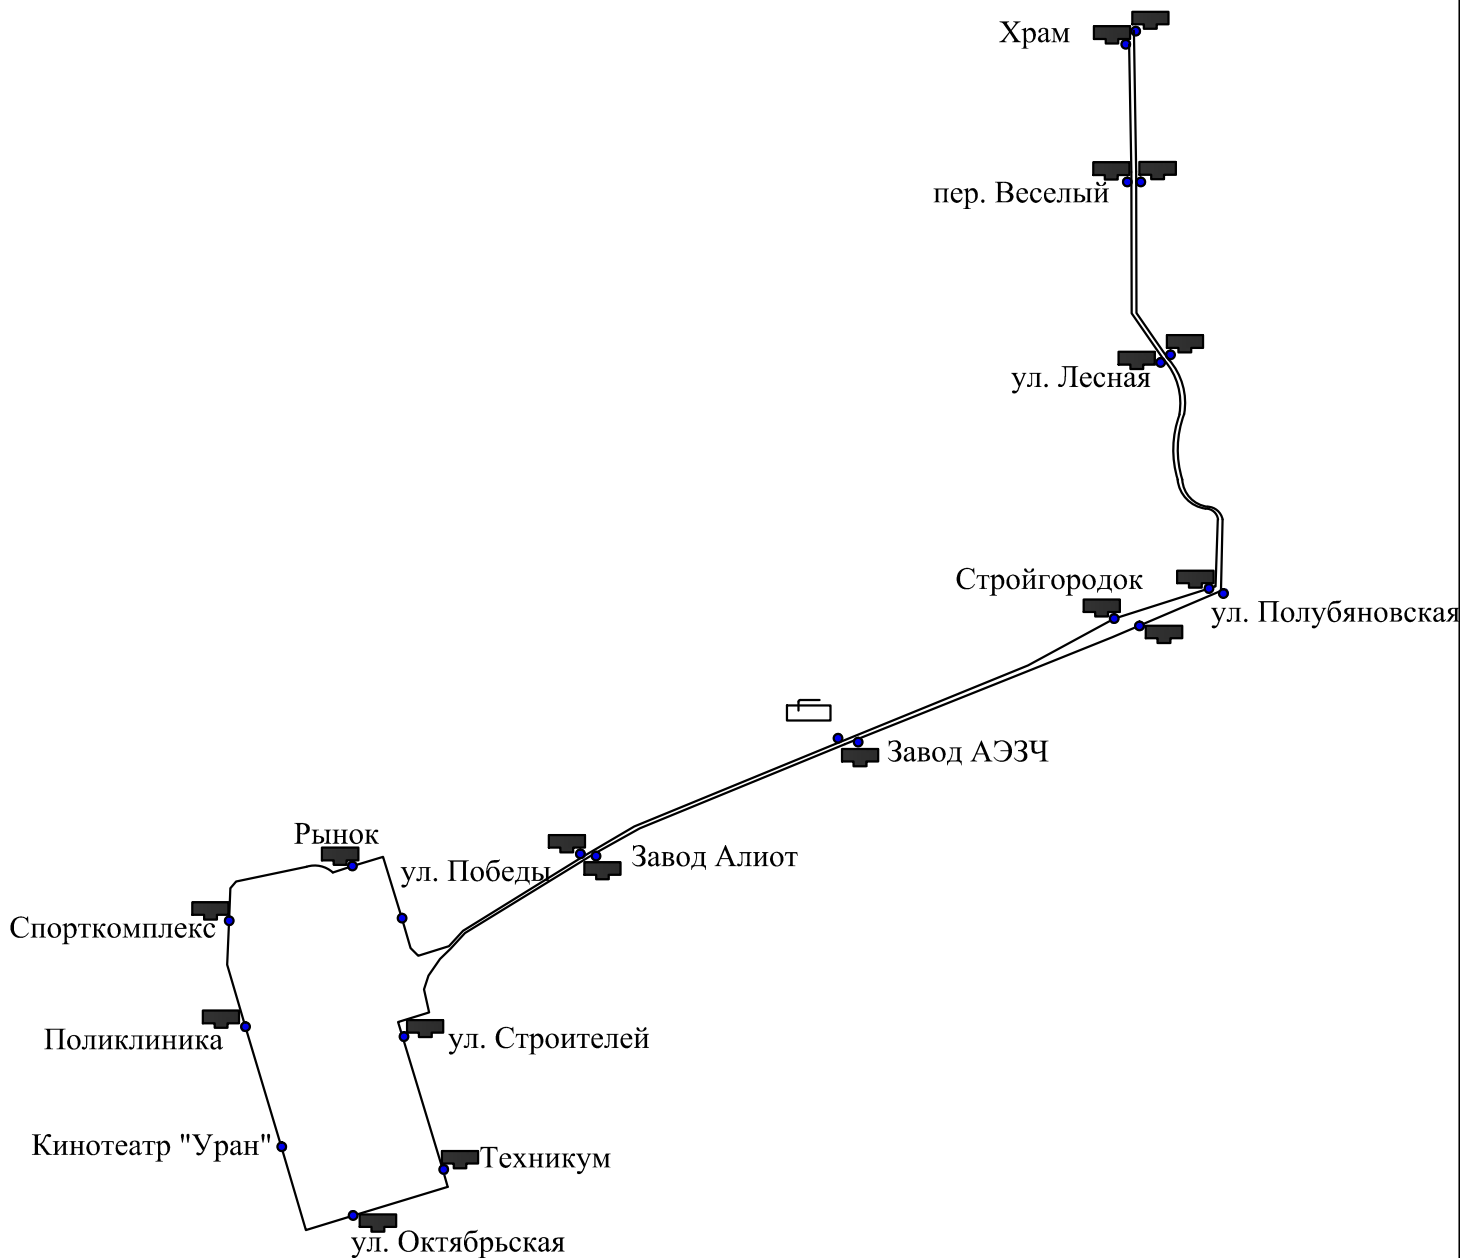 Храм
пер. Веселый
ул. Лесная
Стройгородок
ул. Полубяновская
Завод АЭЗЧ
Рынок
ул. Победы
Завод Алиот
Спорткомплекс
Поликлиника
ул. Строителей
Кинотеатр "Уран"
Техникум
ул. Октябрьская